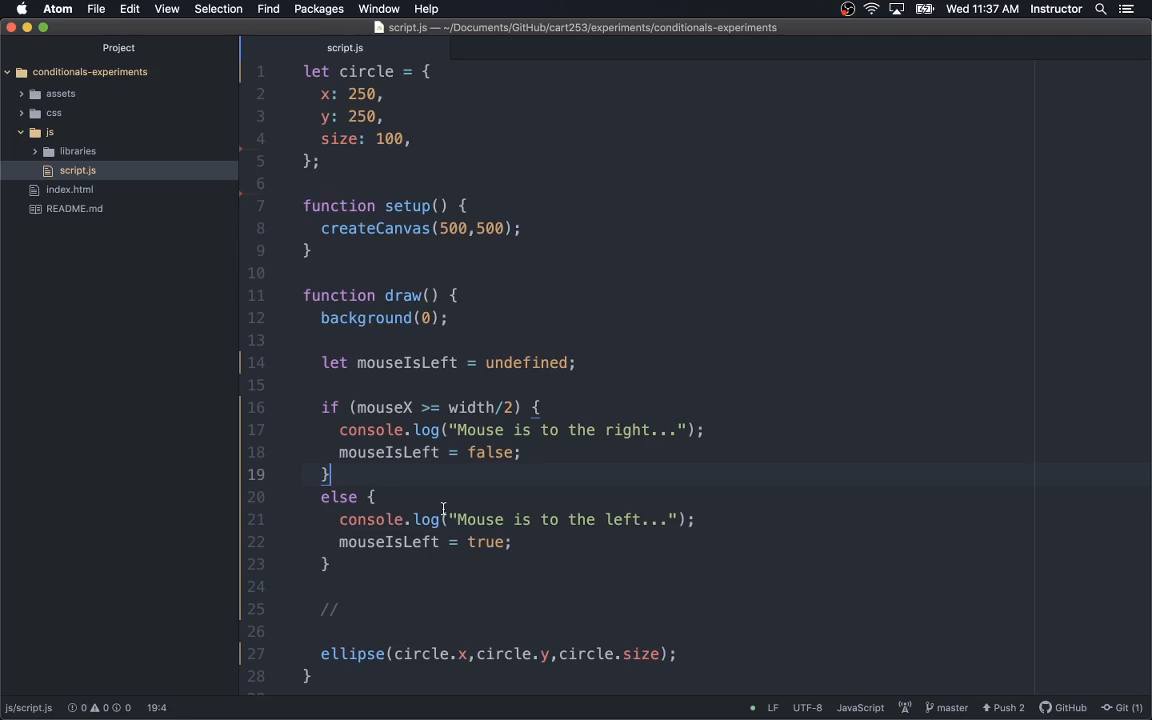 Atom File Edit View Selection Find Packages Window Help Wed 11:37 AM Instructor
script.js — ~/Documents/GitHub/cart253/experiments/conditionals-experiments
Project
script.js
conditionals-experiments
assets
css
js
libraries
script.js
index.html
README.md
1 let circle = {
2 x: 250,
3 y: 250,
4 size: 100,
5 };
6
7 function setup() {
8 createCanvas(500,500);
9 }
10
11 function draw() {
12 background(0);
13
14 let mouseIsLeft = undefined;
15
16 if (mouseX >= width/2) {
17 console.log("Mouse is to the right...");
18 mouseIsLeft = false;
19 }
20 else {
21 console.log("Mouse is to the left...");
22 mouseIsLeft = true;
23 }
24
25 //
26
27 ellipse(circle.x,circle.y,circle.size);
28 }
js/script.js 0 0 0 19:4 LF UTF-8 JavaScript master Push 2 GitHub Git (1)